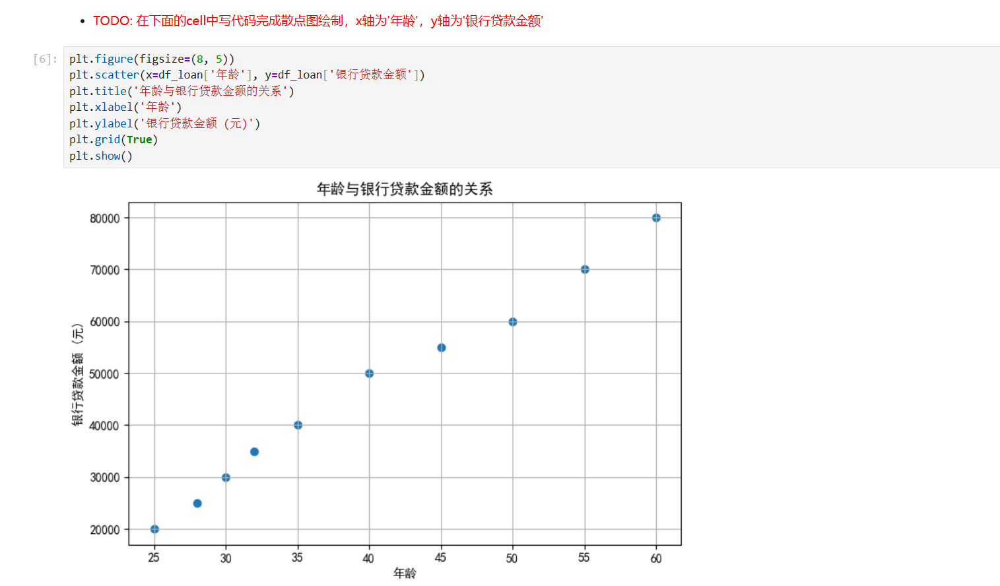 • TODO: 在下面的cell中写代码完成散点图绘制，x轴为'年龄'，y轴为'银行贷款金额'
[6]:
plt.figure(figsize=(8, 5))
plt.scatter(x=df_loan['年龄'], y=df_loan['银行贷款金额'])
plt.title('年龄与银行贷款金额的关系')
plt.xlabel('年龄')
plt.ylabel('银行贷款金额 (元)')
plt.grid(True)
plt.show()
年龄与银行贷款金额的关系
80000
70000
60000
50000
40000
30000
20000
银行贷款金额 (元)
25 30 35 40 45 50 55 60
年龄